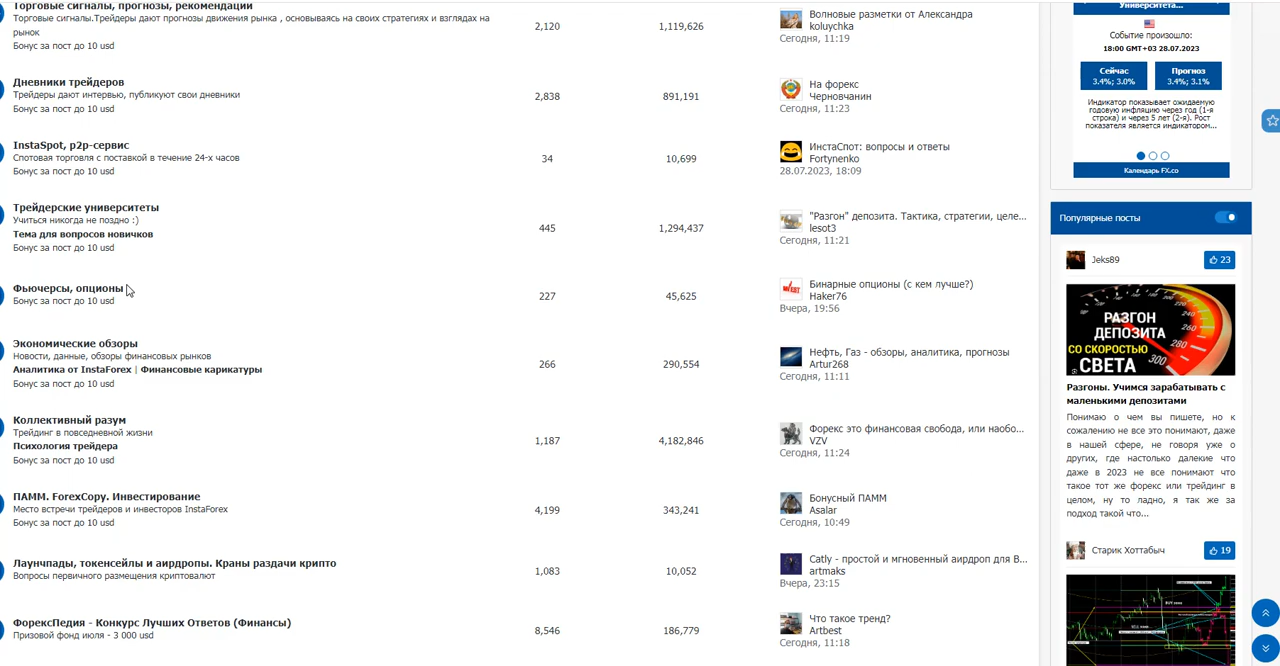 Торговые сигналы, прогнозы, рекомендации
Торговые сигналы.Трейдеры дают прогнозы движения рынка , основываясь на своих стратегиях и взглядах на
рынок
Бонус за пост до 10 usd
2,120
1,119,626
Волновые разметки от Александра
koluychka
Сегодня, 11:19
Дневники трейдеров
Трейдеры дают интервью, публикуют свои дневники
Бонус за пост до 10 usd
2,838
891,191
На форекс
Черновчанин
Сегодня, 11:23
InstaSpot, p2p-сервис
Спотовая торговля с поставкой в течение 24-х часов
Бонус за пост до 10 usd
34
10,699
ИнстаСпот: вопросы и ответы
Fortynenko
28.07.2023, 18:09
Трейдерские университеты
Учиться никогда не поздно :)
Тема для вопросов новичков
Бонус за пост до 10 usd
445
1,294,437
"Разгон" депозита. Тактика, стратегии, целе...
lesot3
Сегодня, 11:21
Фьючерсы, опционы
Бонус за пост до 10 usd
227
45,625
Бинарные опционы (с кем лучше?)
Haker76
Вчера, 19:56
Экономические обзоры
Новости, данные, обзоры финансовых рынков
Аналитика от InstaForex | Финансовые карикатуры
Бонус за пост до 10 usd
266
290,554
Нефть, Газ - обзоры, аналитика, прогнозы
Artur268
Сегодня, 11:11
Коллективный разум
Трейдинг в повседневной жизни
Психология трейдера
Бонус за пост до 10 usd
1,187
4,182,846
Форекс это финансовая свобода, или наобо...
VZV
Сегодня, 11:24
ПАММ. ForexCopy. Инвестирование
Место встречи трейдеров и инвесторов InstaForex
Бонус за пост до 10 usd
4,199
343,241
Бонусный ПАММ
Asalar
Сегодня, 10:49
Лаунчпады, токенсейлы и аирдропы. Краны раздачи крипто
Вопросы первичного размещения криптовалют
1,083
10,052
Catly - простой и мгновенный аирдроп для B...
artmaks
Вчера, 23:15
ФорексПедия - Конкурс Лучших Ответов (Финансы)
Призовой фонд июля - 3 000 usd
8,546
186,779
Что такое тренд?
Artbest
Сегодня, 11:18
Университета...
Событие произошло:
18:00 GMT+03 28.07.2023
Сейчас
3.4%; 3.0%
Прогноз
3.4%; 3.1%
Индикатор показывает ожидаемую
годовую инфляцию через год (1-я
строка) и через 5 лет (2-я). Рост
показателя является индикатором...
Календарь FX.co
Популярные посты
Jeks89
23
РАЗГОН
ДЕПОЗИТА
СО СКОРОСТЬЮ
СВЕТА
220
240
260
280
300
Разгоны. Учимся зарабатывать с
маленькими депозитами
Понимаю о чем вы пишете, но к
сожалению не все это понимают, даже
в нашей сфере, не говоря уже о
других, где настолько далекие что
даже в 2023 не все понимают что
такое тот же форекс или трейдинг в
целом, ну то ладно, я так же за
подход такой что...
Старик Хоттабыч
19